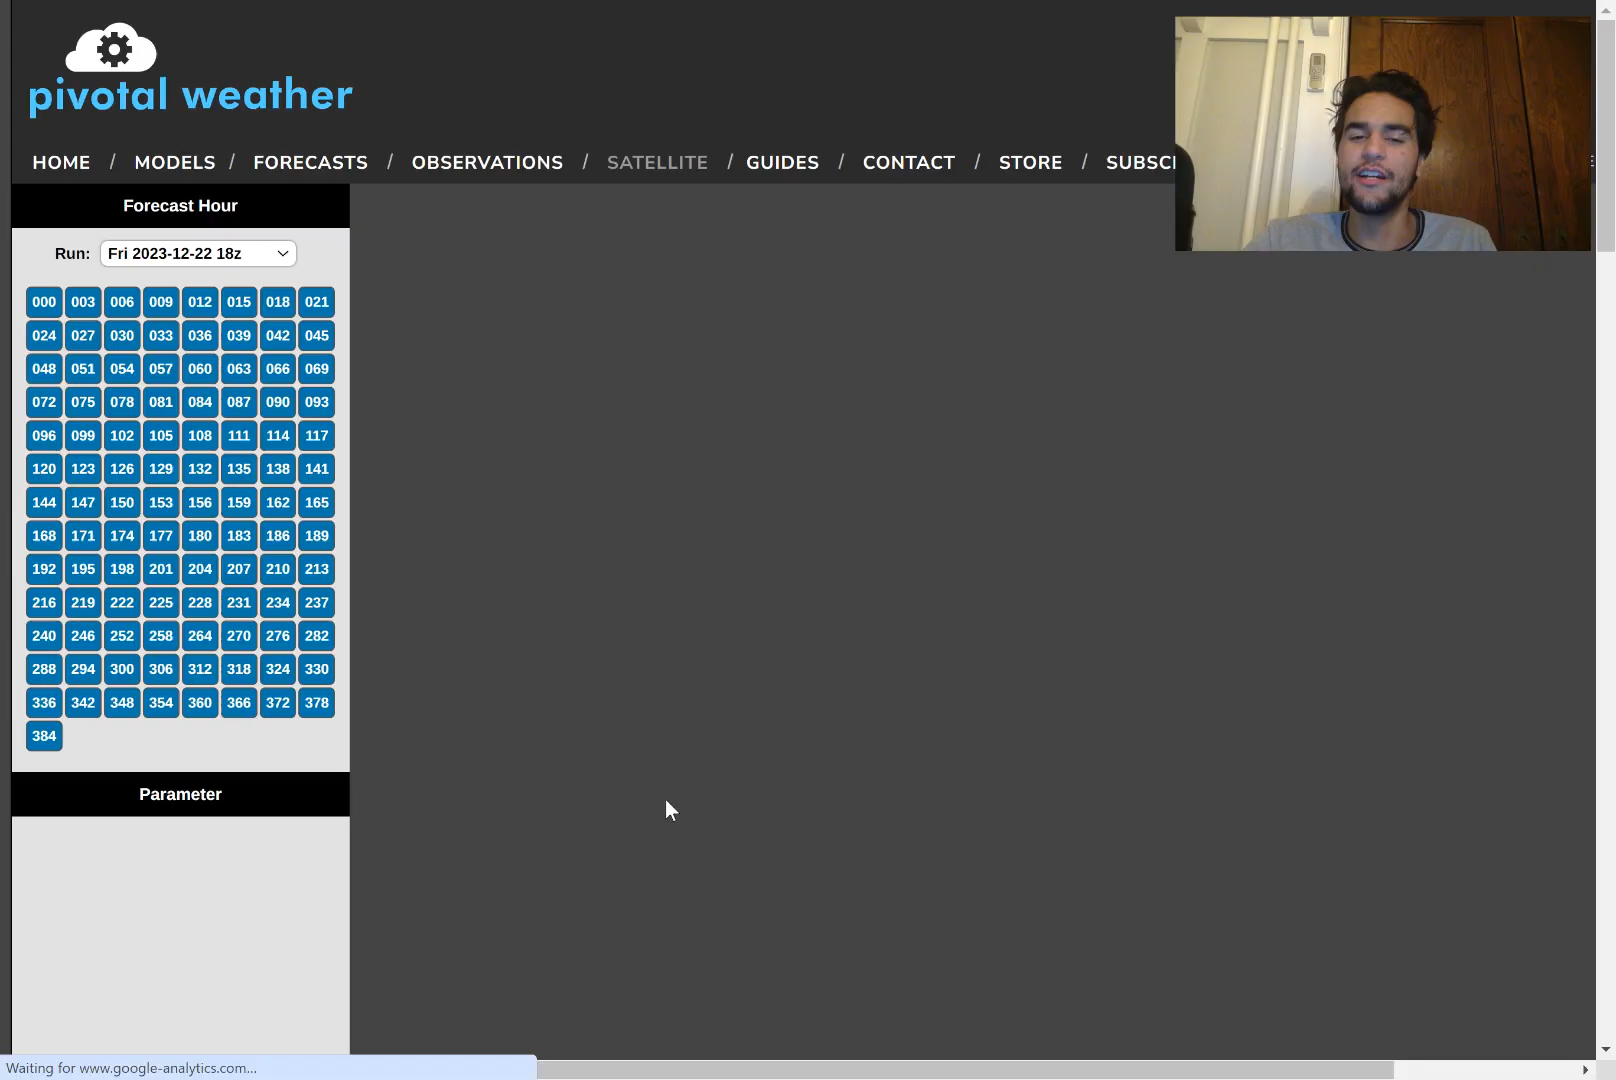 pivotal weather
HOME / MODELS / FORECASTS / OBSERVATIONS / SATELLITE / GUIDES / CONTACT / STORE / SUBSCI
Forecast Hour
Run: Fri 2023-12-22 18z
000 003 006 009 012 015 018 021
024 027 030 033 036 039 042 045
048 051 054 057 060 063 066 069
072 075 078 081 084 087 090 093
096 099 102 105 108 111 114 117
120 123 126 129 132 135 138 141
144 147 150 153 156 159 162 165
168 171 174 177 180 183 186 189
192 195 198 201 204 207 210 213
216 219 222 225 228 231 234 237
240 246 252 258 264 270 276 282
288 294 300 306 312 318 324 330
336 342 348 354 360 366 372 378
384
Parameter
Waiting for www.google-analytics.com...